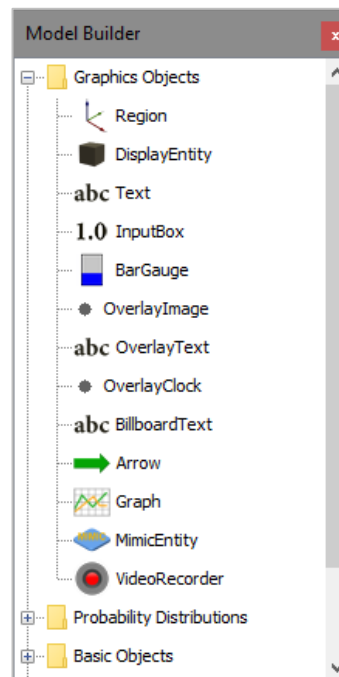 Model Builder
x
Graphics Objects
Region
DisplayEntity
abc Text
1.0 InputBox
BarGauge
OverlayImage
abc OverlayText
OverlayClock
abc BillboardText
Arrow
Graph
MMC MimicEntity
VideoRecorder
Probability Distributions
Basic Objects